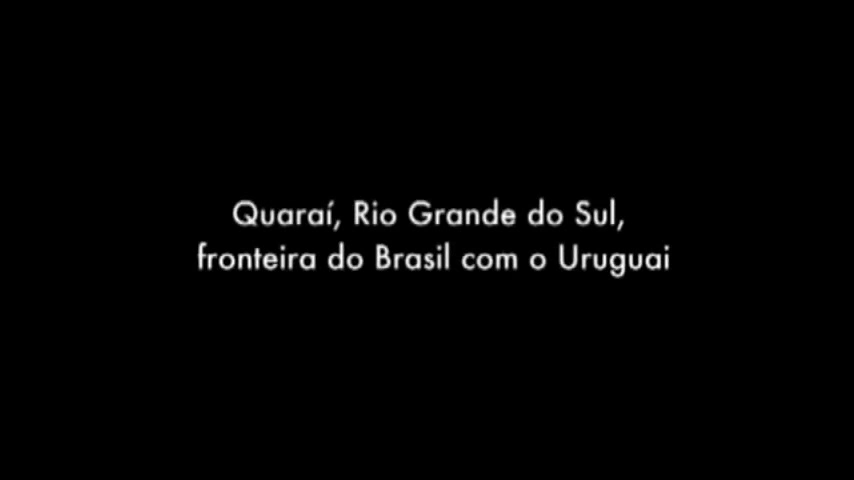 Quaraí, Rio Grande do Sul,
fronteira do Brasil com o Uruguai